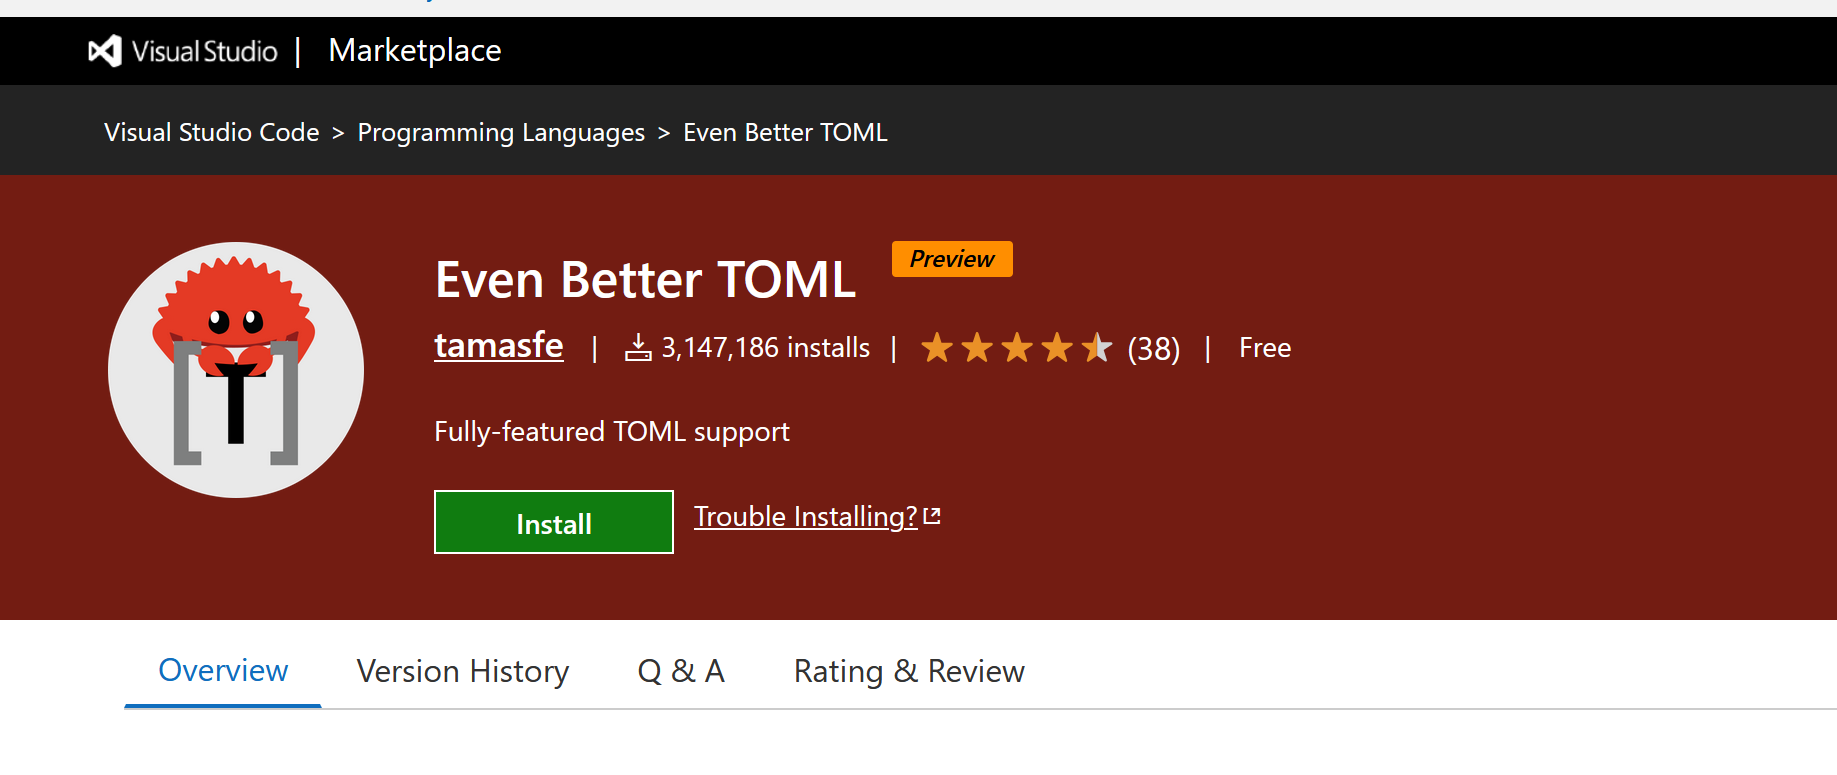 Visual Studio | Marketplace
Visual Studio Code > Programming Languages > Even Better TOML
Even Better TOML Preview
tamasfe | 3,147,186 installs | (38) | Free
Fully-featured TOML support
Install Trouble Installing?
Overview Version History Q & A Rating & Review